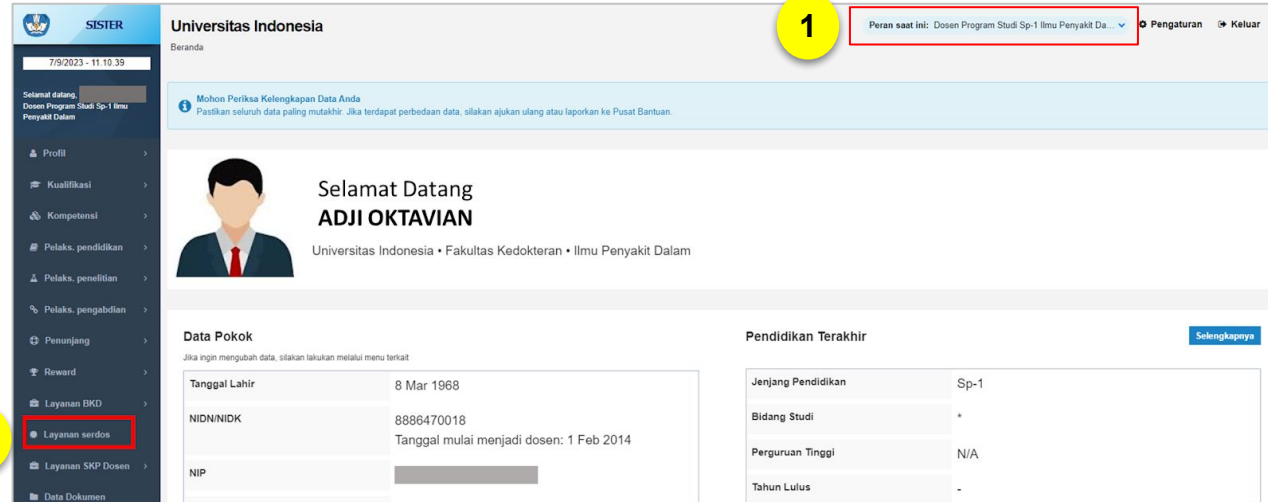 SISTER
7/9/2023 - 11.10.39
Selamat datang,
Dosen Program Studi Sp-1 Ilmu
Penyakit Dalam
Profil
Kualifikasi
Kompetensi
Pelaks. pendidikan
Pelaks. penelitian
Pelaks. pengabdian
Penunjang
Reward
Layanan BKD
Layanan serdos
Layanan SKP Dosen
Data Dokumen
Universitas Indonesia
Beranda
1
Peran saat ini: Dosen Program Studi Sp-1 Ilmu Penyakit Da...
Pengaturan
Keluar
Mohon Periksa Kelengkapan Data Anda
Pastikan seluruh data paling mutakhir. Jika terdapat perbedaan data, silakan ajukan ulang atau laporkan ke Pusat Bantuan.
Selamat Datang
ADJI OKTAVIAN
Universitas Indonesia • Fakultas Kedokteran • Ilmu Penyakit Dalam
Data Pokok
Jika ingin mengubah data, silakan lakukan melalui menu terkait
Tanggal Lahir 8 Mar 1968
NIDN/NIDK 8886470018
Tanggal mulai menjadi dosen: 1 Feb 2014
NIP
Pendidikan Terakhir
Selengkapnya
Jenjang Pendidikan Sp-1
Bidang Studi *
Perguruan Tinggi N/A
Tahun Lulus -